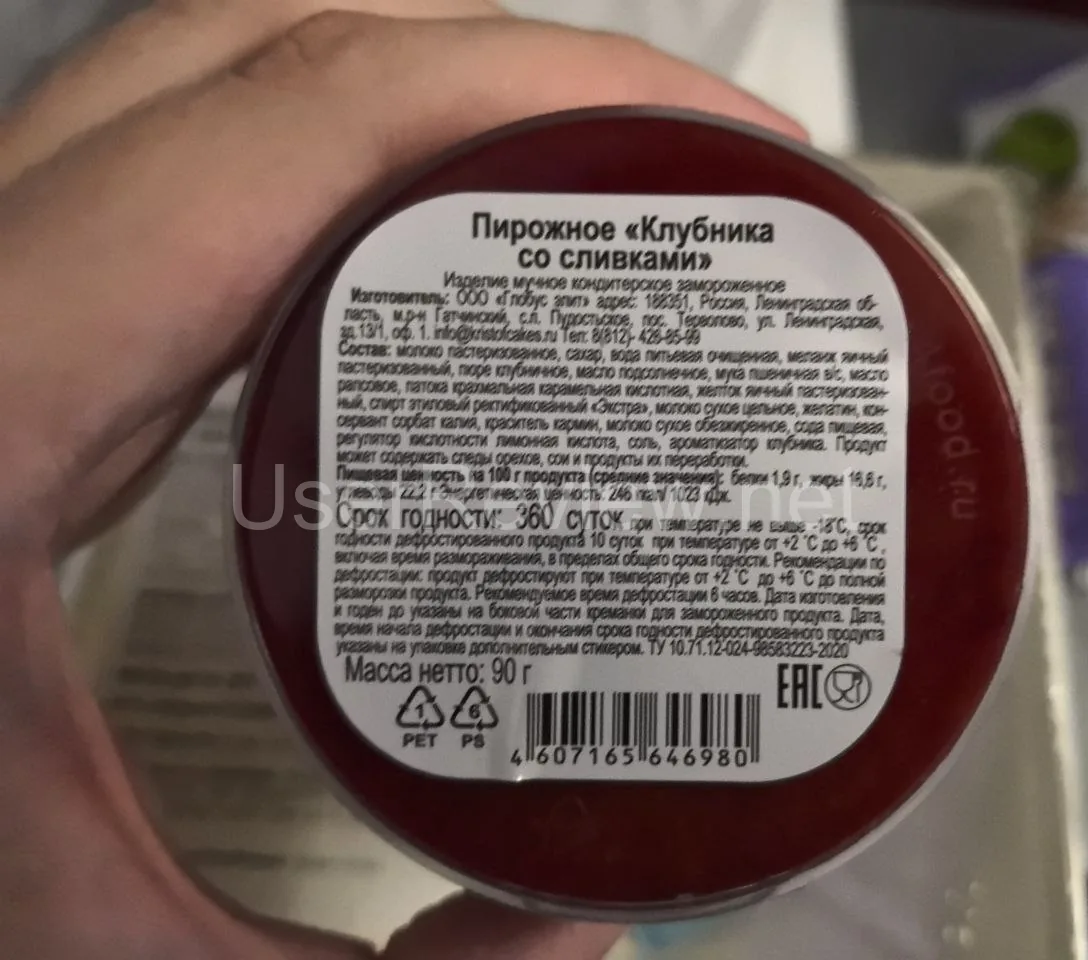 Пирожное «Клубника
со сливками»
Изделие мучное кондитерское замороженное
Изготовитель: ООО «Глобус элит» адрес: 188351, Россия, Ленинградская об-
ласть, м.р-н Гатчинский, с.п. Пудостьское, пос. Терволово, ул. Ленинградская,
зд.13/1, оф. 1. info@kristofcakes.ru Тел: 8(812)- 428-85-99
Состав: молоко пастеризованное, сахар, вода питьевая очищенная, меланж яичный
пастеризованный, пюре клубничное, масло подсолнечное, мука пшеничная в/с, масло
рапсовое, патока крахмальная карамельная кислотная, желток яичный пастеризован-
ный, спирт этиловый ректификованный «Экстра», молоко сухое цельное, желатин, кон-
сервант сорбат калия, краситель кармин, молоко сухое обезжиренное, сода пищевая,
регулятор кислотности лимонная кислота, соль, ароматизатор клубника. Продукт
может содержать следы орехов, сои и продукты их переработки.
Пищевая ценность на 100 г продукта (средние значения): белки 1,9 г, жиры 16,6 г,
углеводы 22,2 г. Энергетическая ценность: 246 ккал/ 1023 кДж.
Срок годности: 360 суток при температуре не выше -18°С, срок
годности дефростированного продукта 10 суток при температуре от +2 °С до +6 °С ,
включая время размораживания, в пределах общего срока годности. Рекомендации по
дефростации: продукт дефростируют при температуре от +2 °С до +6 °С до полной
разморозки продукта. Рекомендуемое время дефростации 6 часов. Дата изготовления
и годен до указаны на боковой части креманки для замороженного продукта. Дата,
время начала дефростации и окончания срока годности дефростированного продукта
указаны на упаковке дополнительным стикером. ТУ 10.71.12-024-98583223-2020
Масса нетто: 90 г
EAC
1 6
PET PS
4 607165 646980
food.ru